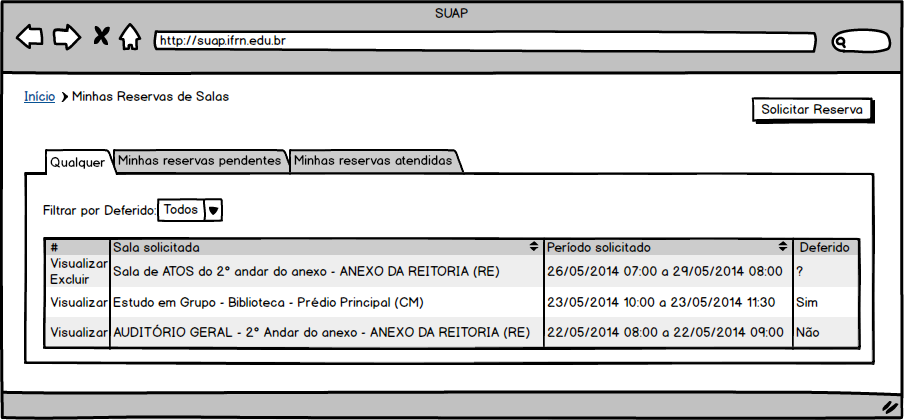 SUAP
http://suap.ifrn.edu.br
Início Minhas Reservas de Salas
Solicitar Reserva
Qualquer Minhas reservas pendentes Minhas reservas atendidas
Filtrar por Deferido: Todos
# Sala solicitada Período solicitado Deferido
Visualizar
Excluir
Sala de ATOS do 2° andar do anexo - ANEXO DA REITORIA (RE) 26/05/2014 07:00 a 29/05/2014 08:00 ?
Visualizar Estudo em Grupo - Biblioteca - Prédio Principal (CM) 23/05/2014 10:00 a 23/05/2014 11:30 Sim
Visualizar AUDITÓRIO GERAL - 2° Andar do anexo - ANEXO DA REITORIA (RE) 22/05/2014 08:00 a 22/05/2014 09:00 Não